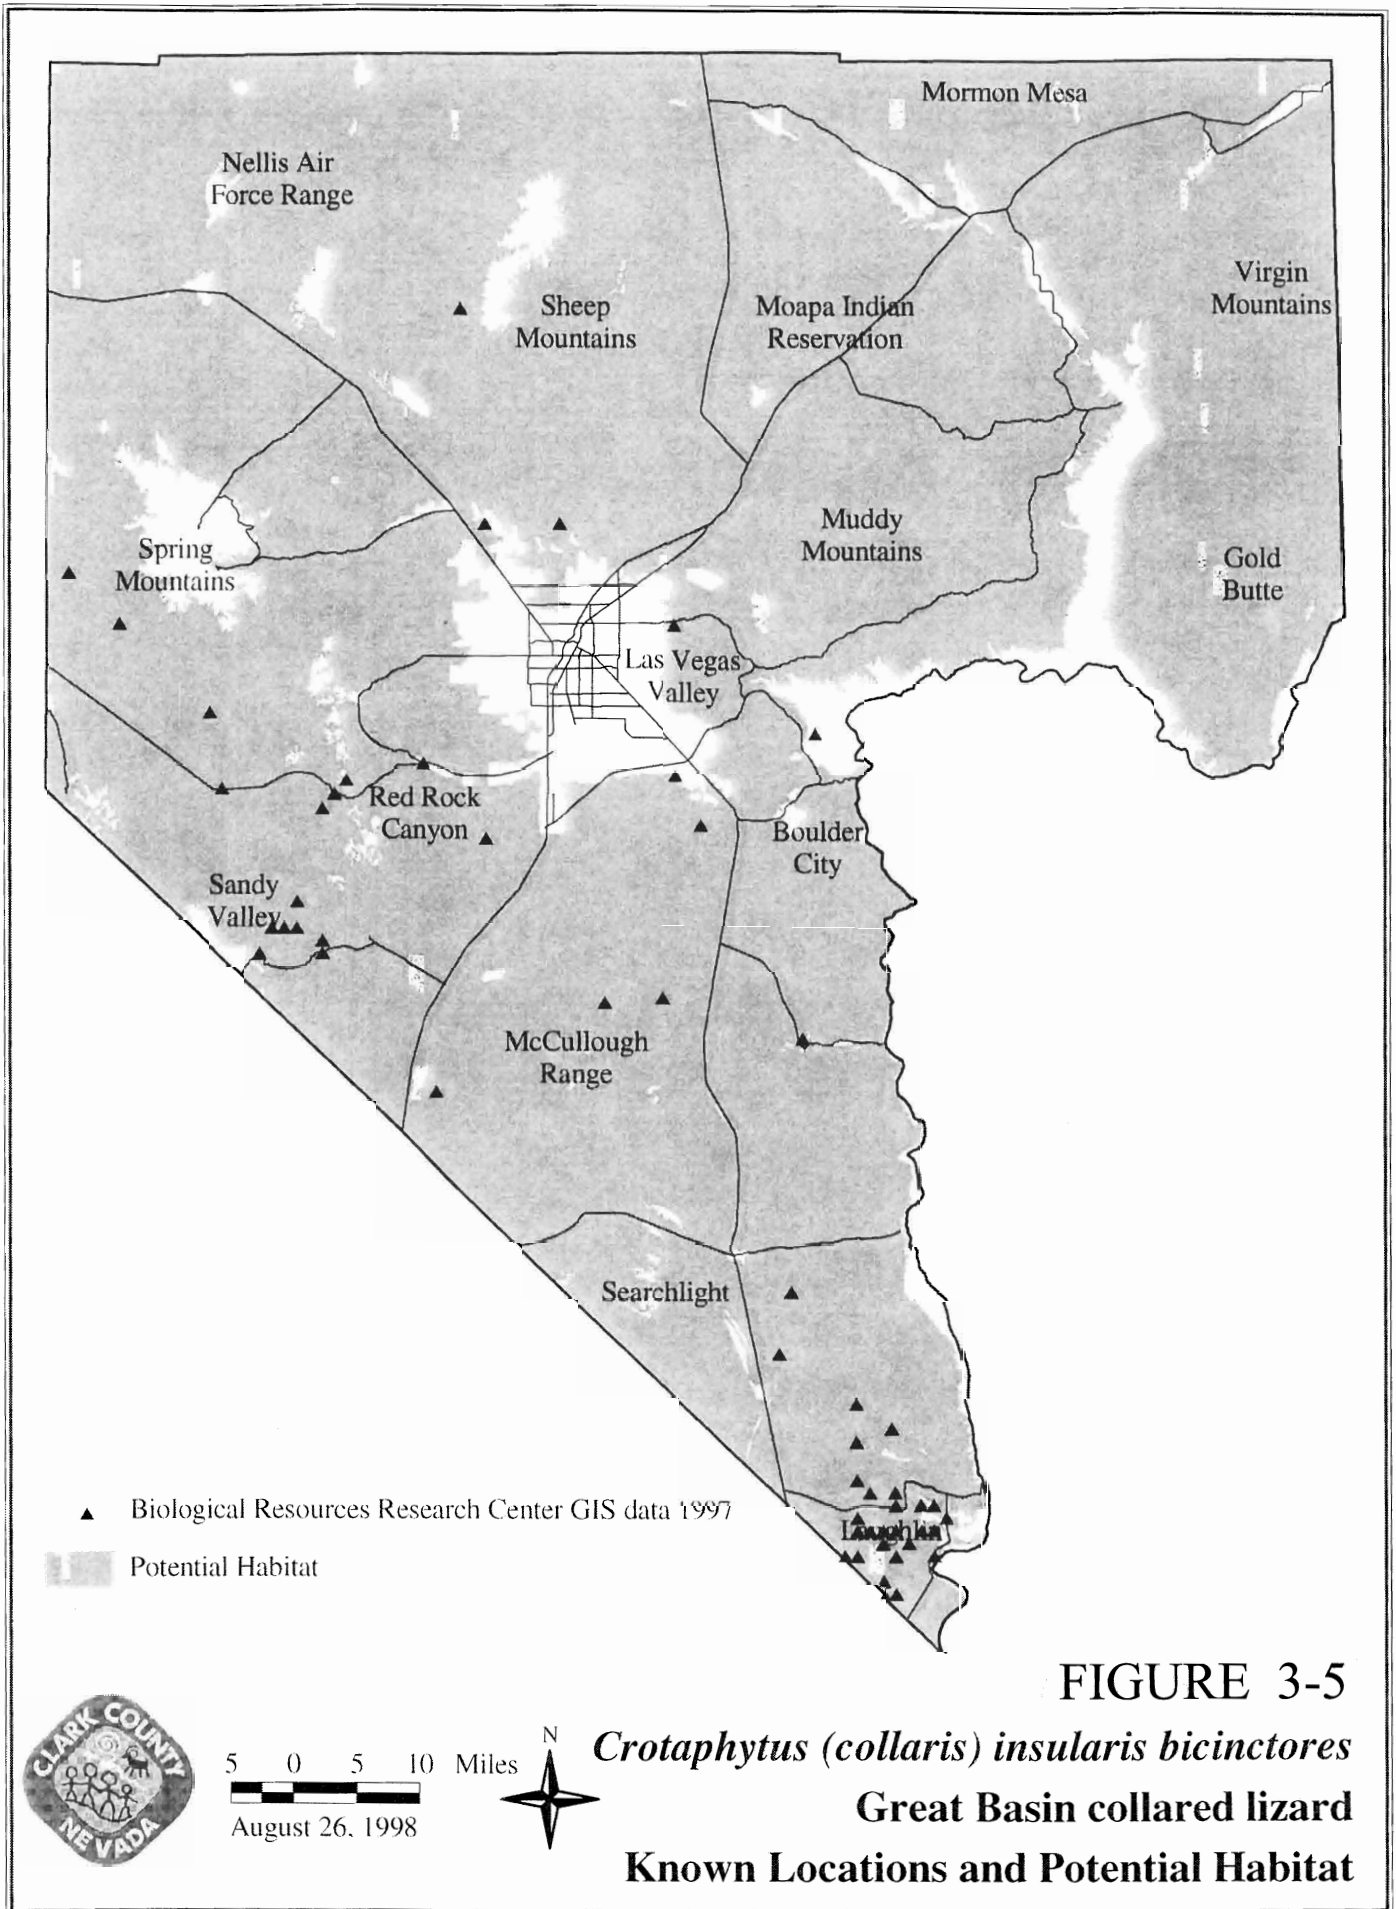 Mormon Mesa
Nellis Air
Force Range
Virgin
Mountains
Sheep
Mountains
Moapa Indian
Reservation
Muddy
Mountains
Spring
Mountains
Gold
Butte
Las Vegas
Valley
Red Rock
Canyon
Boulder
City
Sandy
Valley
McCullough
Range
Searchlight
Laughlin
Biological Resources Research Center GIS data 1997
Potential Habitat
FIGURE 3-5
Crotaphytus (collaris) insularis bicinctores
Great Basin collared lizard
Known Locations and Potential Habitat
CLARK COUNTY
NEVADA
5 0 5 10 Miles
August 26, 1998
N